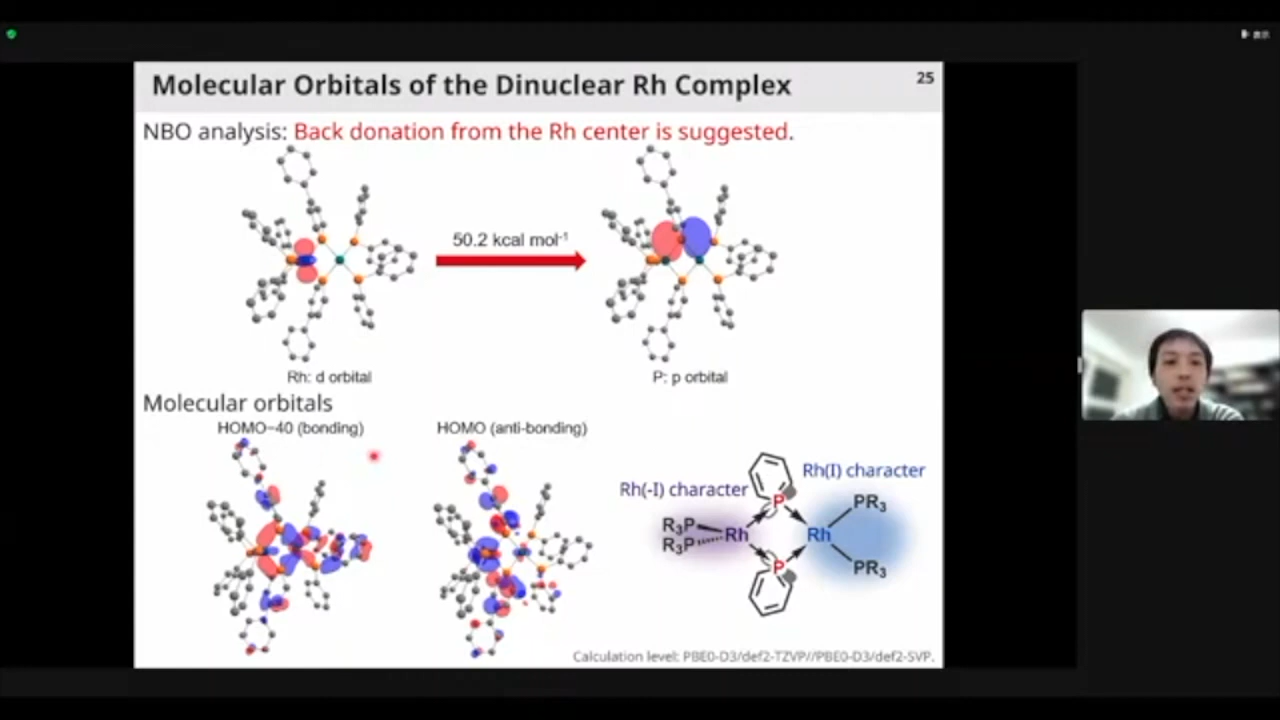 Molecular Orbitals of the Dinuclear Rh Complex
25
NBO analysis: Back donation from the Rh center is suggested.
50.2 kcal mol⁻¹
Rh: d orbital
P: p orbital
Molecular orbitals
HOMO−40 (bonding)
HOMO (anti-bonding)
Rh(I) character
Rh(-I) character
P
PR₃
R₃P
R₃P
Rh
Rh
P
PR₃
Calculation level: PBE0-D3/def2-TZVP//PBE0-D3/def2-SVP.